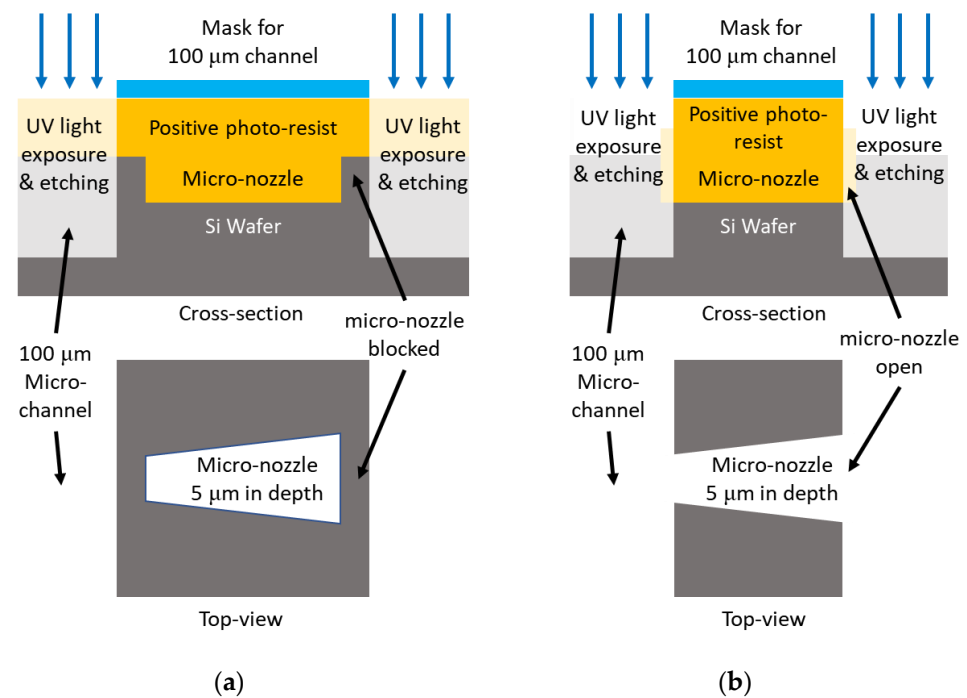 Mask for
100 μm channel
UV light
exposure
& etching
Positive photo-resist
Micro-nozzle
UV light
exposure
& etching
Si Wafer
Cross-section
micro-nozzle
blocked
100 μm
Micro-
channel
Micro-nozzle
5 μm in depth
Top-view
(a)
Mask for
100 μm channel
UV light
exposure
& etching
Positive photo-
resist
Micro-nozzle
UV light
exposure
& etching
Si Wafer
Cross-section
micro-nozzle
open
100 μm
Micro-
channel
Micro-nozzle
5 μm in depth
Top-view
(b)